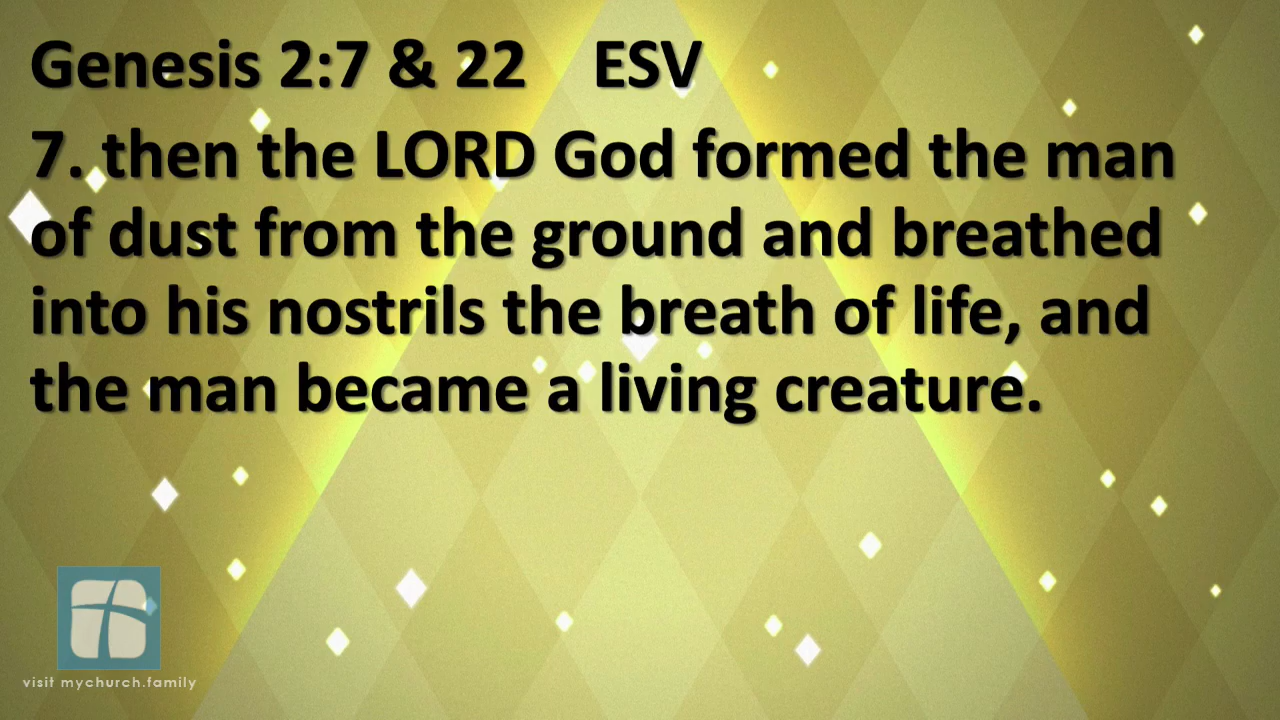 Genesis 2:7 & 22 ESV
7. then the LORD God formed the man
of dust from the ground and breathed
into his nostrils the breath of life, and
the man became a living creature.
visit mychurch.family